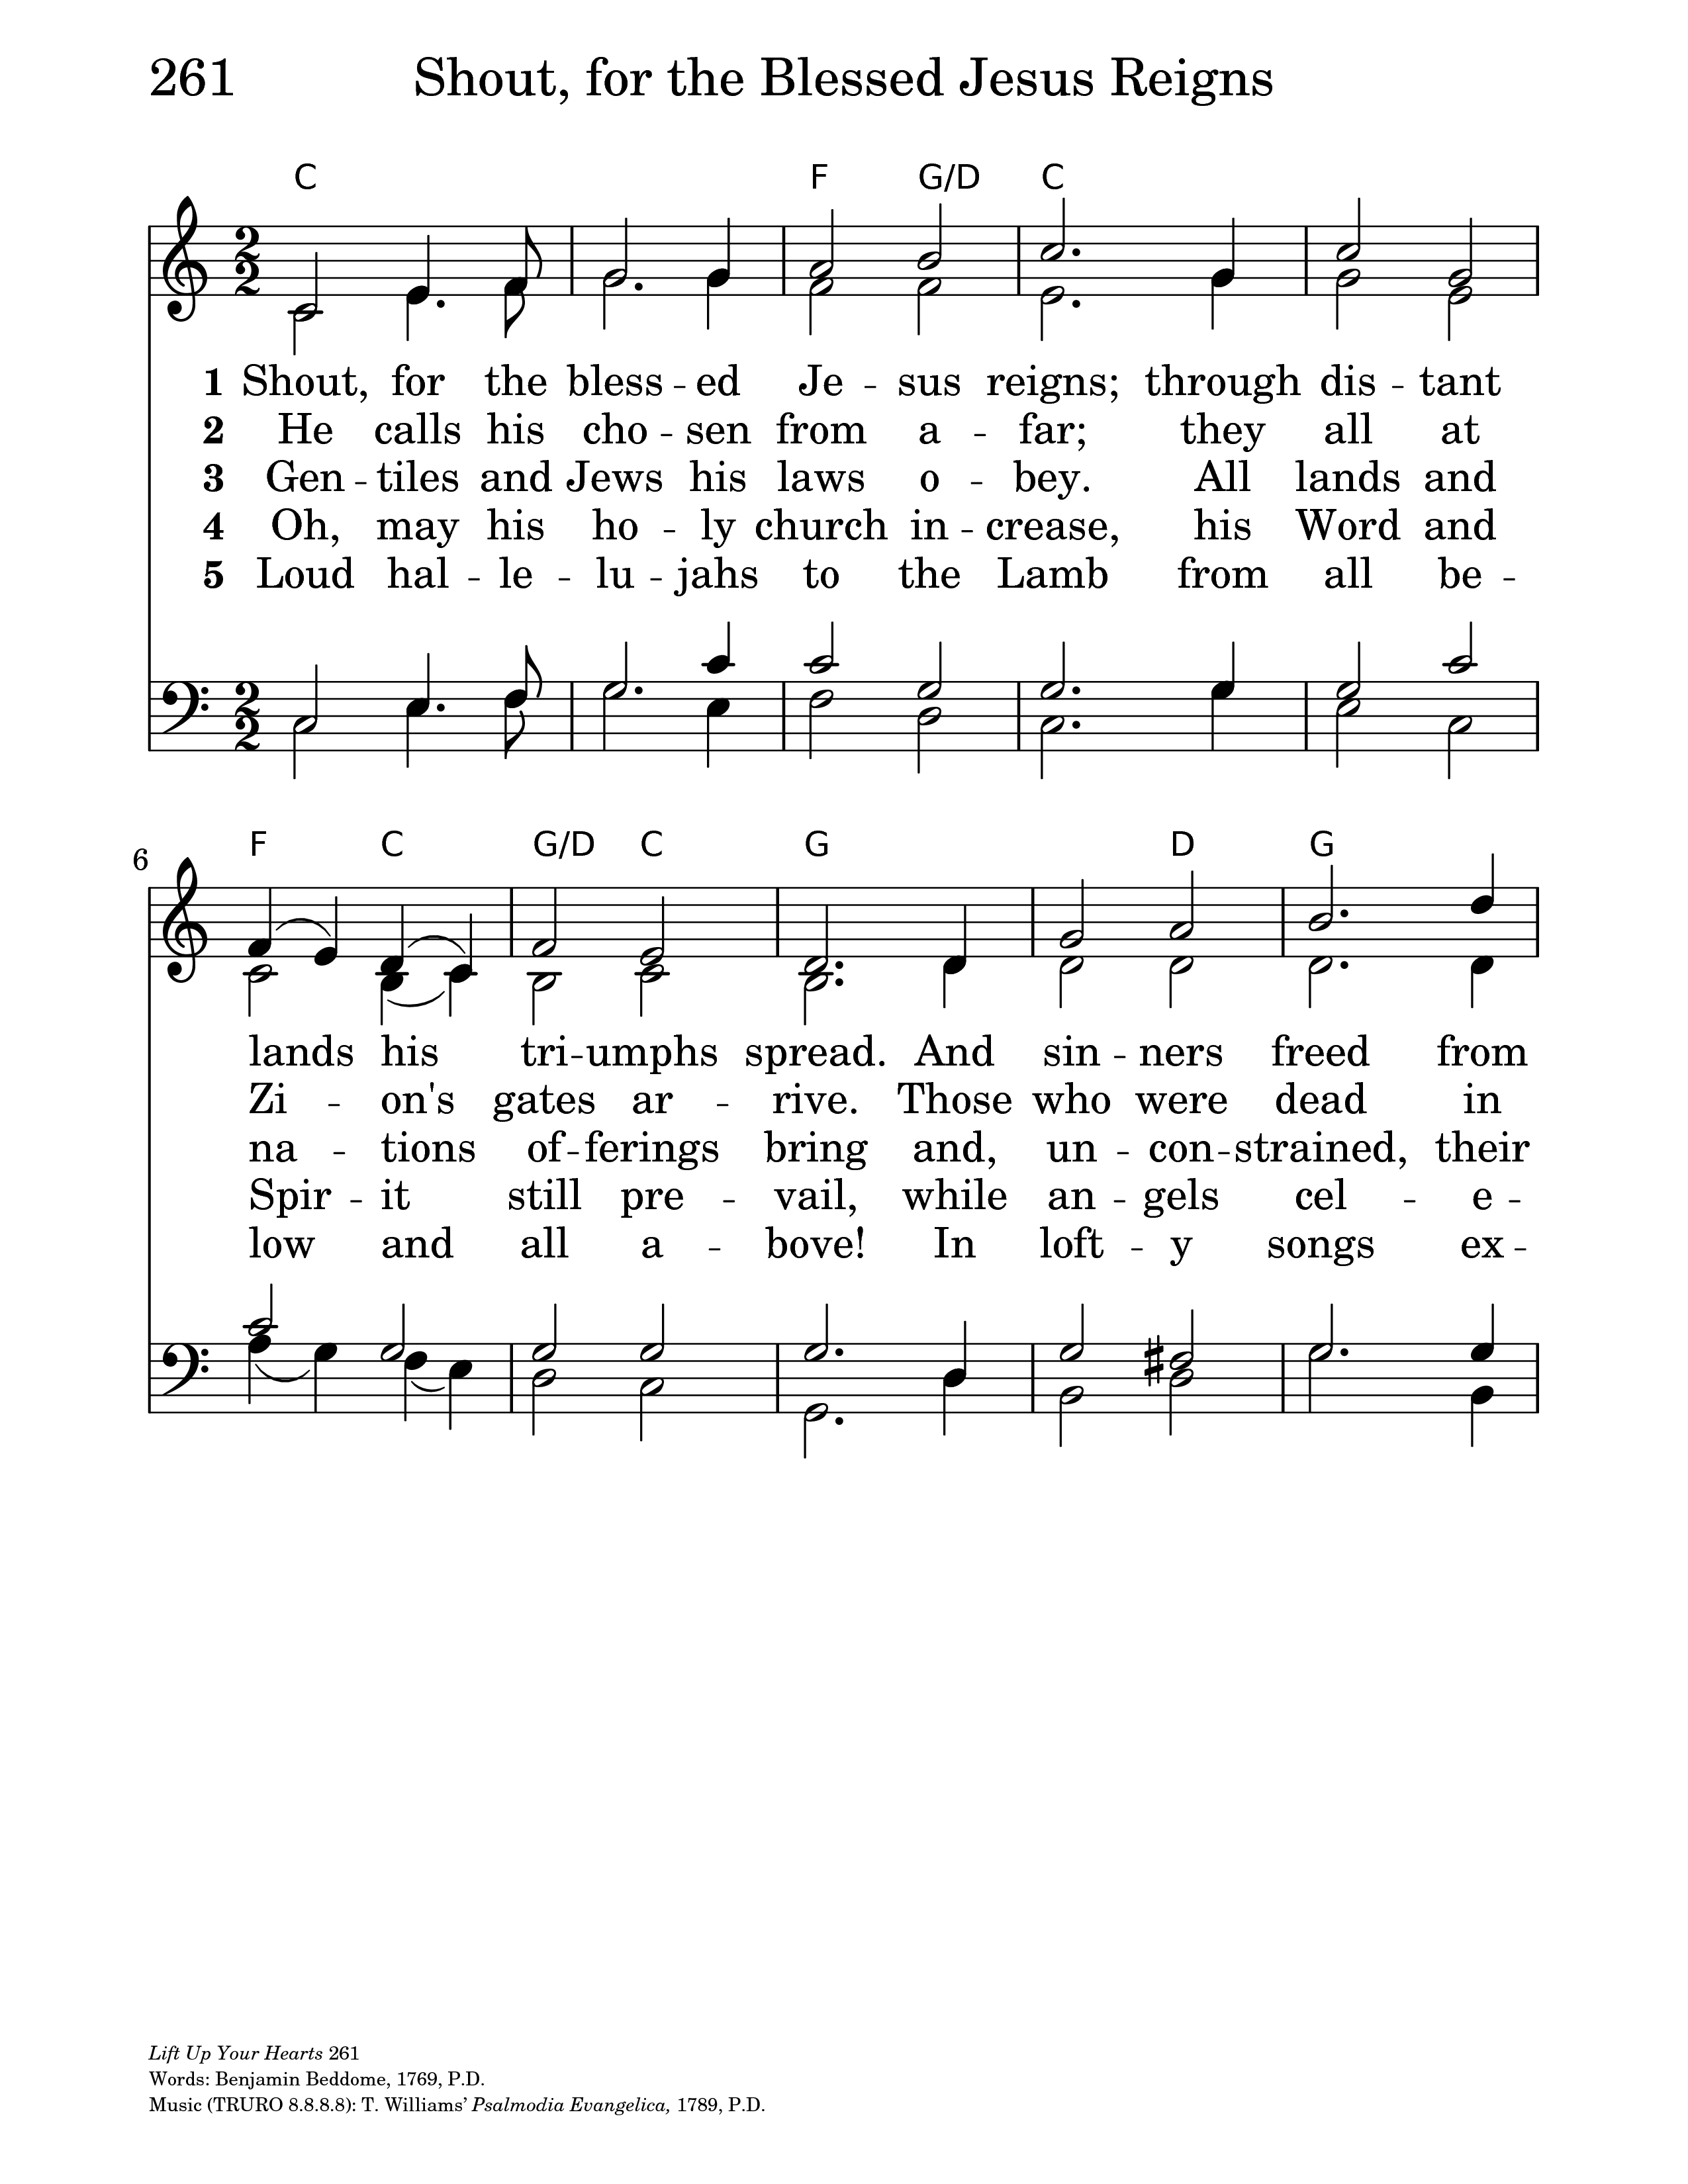 261 Shout, for the Blessed Jesus Reigns
C F G/D C
2
2
1 Shout, for the bless - ed Je - sus reigns; through dis - tant
2 He calls his cho - sen from a - far; they all at
3 Gen - tiles and Jews his laws o - bey. All lands and
4 Oh, may his ho - ly church in - crease, his Word and
5 Loud hal - le - lu - jahs to the Lamb from all be -
2
2
F C G/D C G D G
6
lands his tri - umphs spread. And sin - ners freed from
Zi - on's gates ar - rive. Those who were dead in
na - tions of - ferings bring and, un - con - strained, their
Spir - it still pre - vail, while an - gels cel - e -
low and all a - bove! In loft - y songs ex -
Lift Up Your Hearts 261
Words: Benjamin Beddome, 1769, P.D.
Music (TRURO 8.8.8.8): T. Williams’ Psalmodia Evangelica, 1789, P.D.